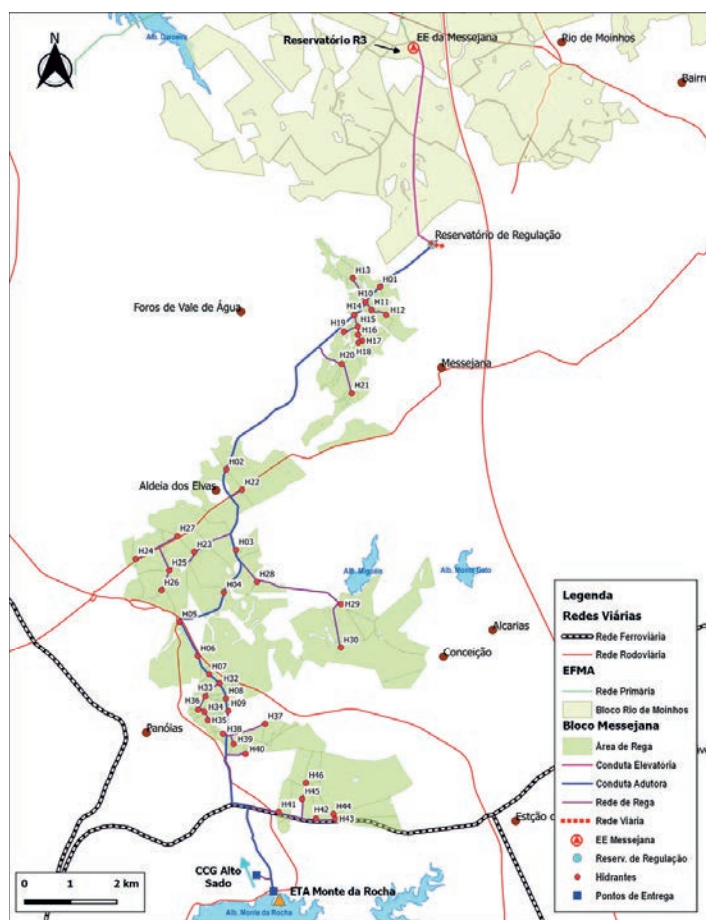 Alb. Daroeira
N
Reservatório R3
EE da Messejana
Rio de Moinhos
Bairro
Reservatório de Regulação
H13
H01
H10
H11
H14
H12
H15
H19
H16
H17
H18
Foros de Vale de Água
H20
Messejana
H21
H02
Aldeia dos Elvas
H22
H27
H23
H03
H24
H25
H28
H26
Alb. Migueis
Alb. Monte Gato
H04
H29
H05
Alcarias
H30
Conceição
H06
H07
H32
H33
H08
H36
H34
H09
H35
H37
Panóias
H38
H39
H40
H46
H45
H41
H42
H44
H43
CCG Alto
Sado
ETA Monte da Rocha
Alb. Monte da Rocha
0 1 2 km
Legenda
Redes Viárias
Rede Ferroviária
Rede Rodoviária
EFMA
Rede Primária
Bloco Rio de Moinhos
Bloco Messejana
Área de Rega
Conduta Elevatória
Conduta Adutora
Rede de Rega
Rede Viária
EE Messejana
Reserv. de Regulação
Hidrantes
Pontos de Entrega